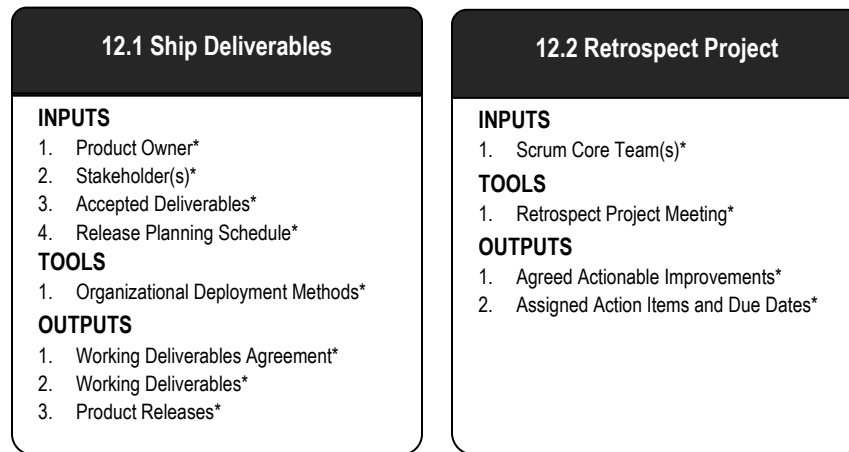 12.1 Ship Deliverables
INPUTS
1. Product Owner*
2. Stakeholder(s)*
3. Accepted Deliverables*
4. Release Planning Schedule*
TOOLS
1. Organizational Deployment Methods*
OUTPUTS
1. Working Deliverables Agreement*
2. Working Deliverables*
3. Product Releases*
12.2 Retrospect Project
INPUTS
1. Scrum Core Team(s)*
TOOLS
1. Retrospect Project Meeting*
OUTPUTS
1. Agreed Actionable Improvements*
2. Assigned Action Items and Due Dates*